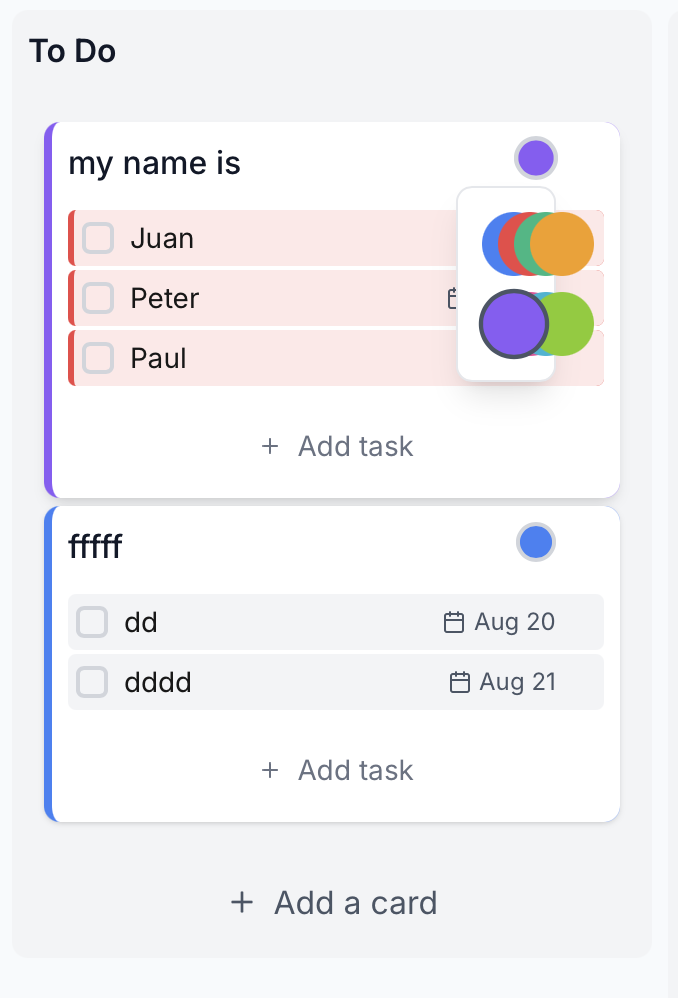 To Do
my name is
Juan
Peter
Paul
+ Add task
fffff
dd Aug 20
dddd Aug 21
+ Add task
+ Add a card